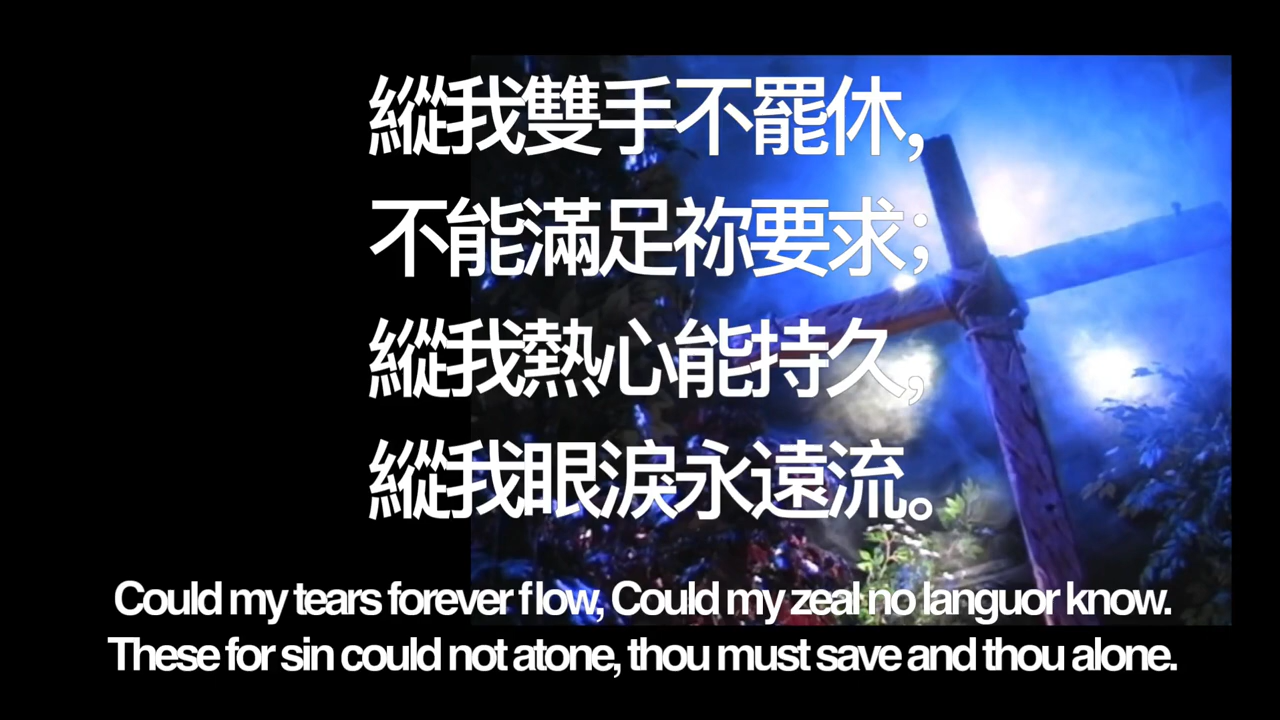 縱我雙手不罷休,
不能滿足祢要求;
縱我熱心能持久,
縱我眼淚永遠流。
Could my tears forever flow, Could my zeal no languor know.
These for sin could not atone, thou must save and thou alone.